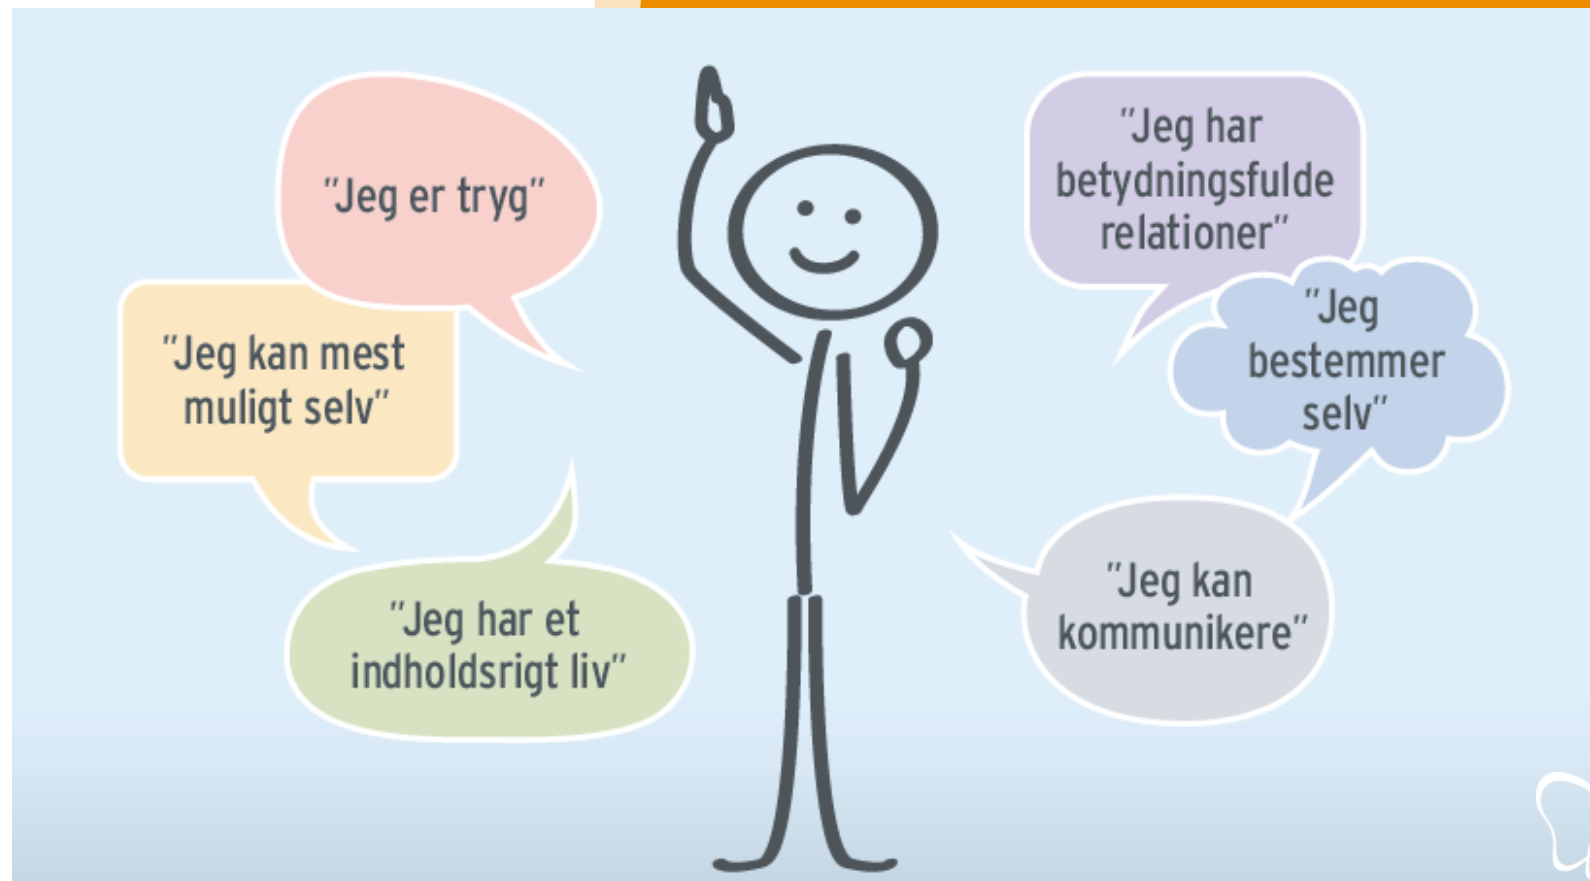 "Jeg er tryg"
"Jeg kan mest
muligt selv"
"Jeg har et
indholdsrigt liv"
"Jeg har
betydningsfulde
relationer"
"Jeg
bestemmer
selv"
"Jeg kan
kommunikere"